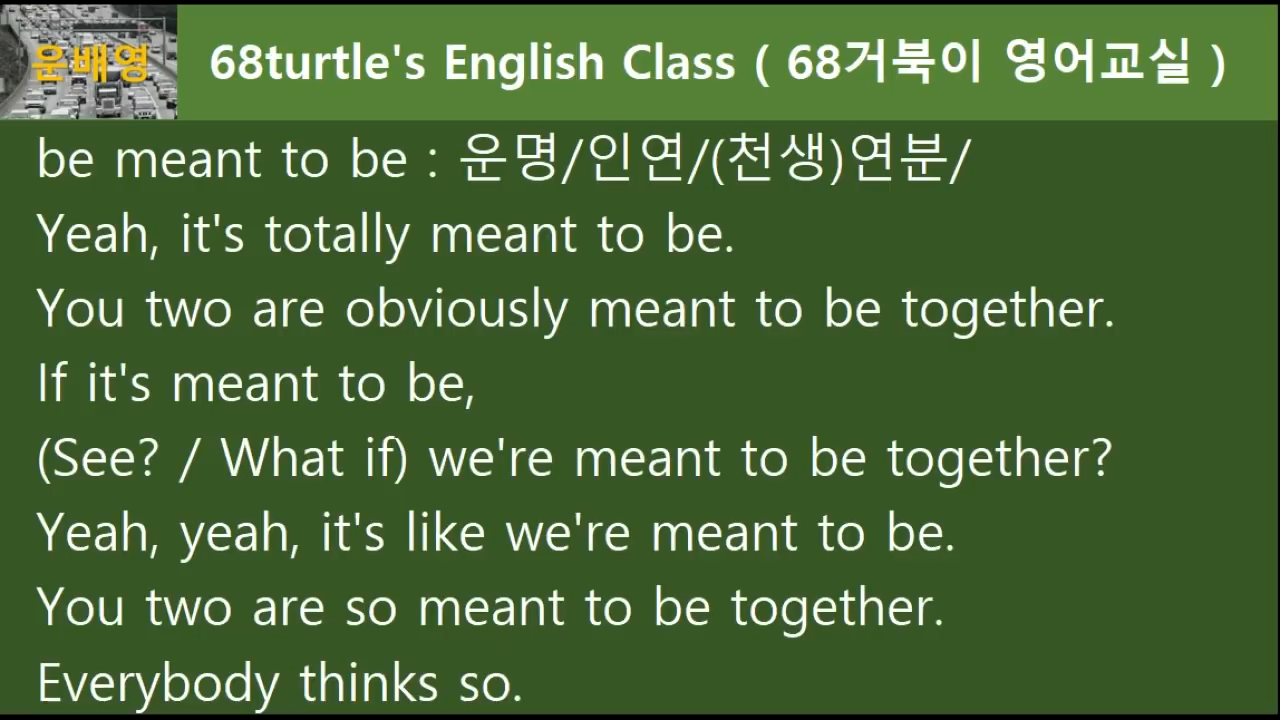 운배영
68turtle's English Class ( 68거북이 영어교실 )
be meant to be : 운명/인연/(천생)연분/
Yeah, it's totally meant to be.
You two are obviously meant to be together.
If it's meant to be,
(See? / What if) we're meant to be together?
Yeah, yeah, it's like we're meant to be.
You two are so meant to be together.
Everybody thinks so.